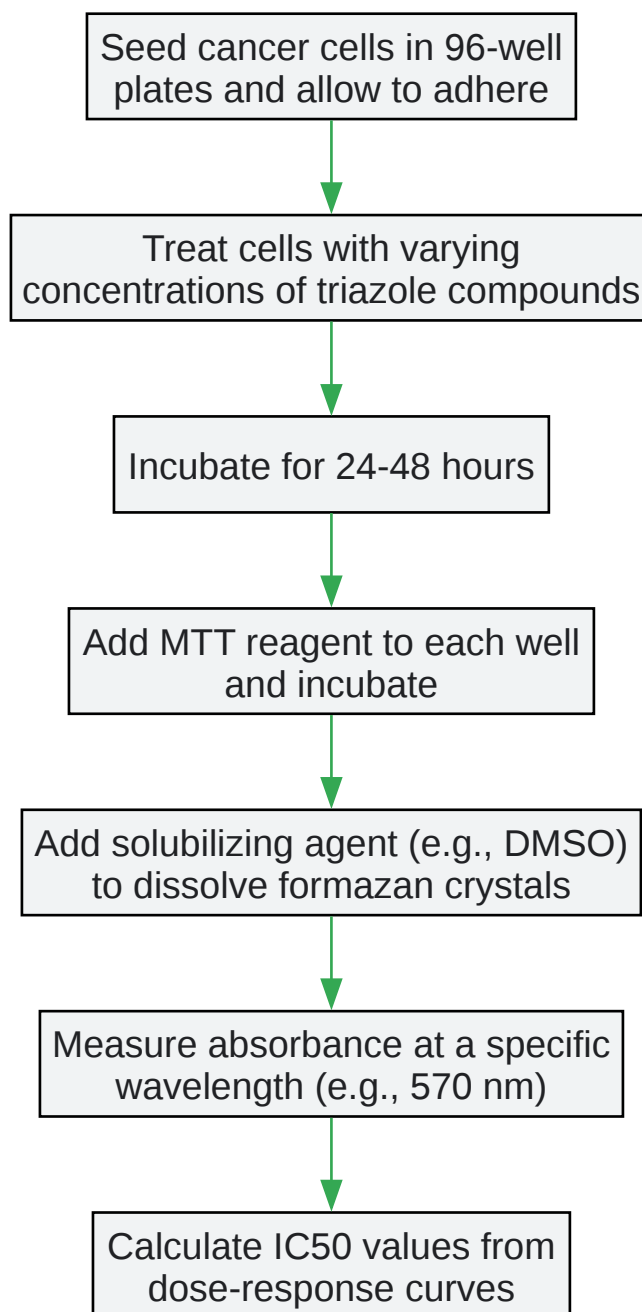 Seed cancer cells in 96-well
plates and allow to adhere
Treat cells with varying
concentrations of triazole compounds
Incubate for 24-48 hours
Add MTT reagent to each well
and incubate
Add solubilizing agent (e.g., DMSO)
to dissolve formazan crystals
Measure absorbance at a specific
wavelength (e.g., 570 nm)
Calculate IC50 values from
dose-response curves